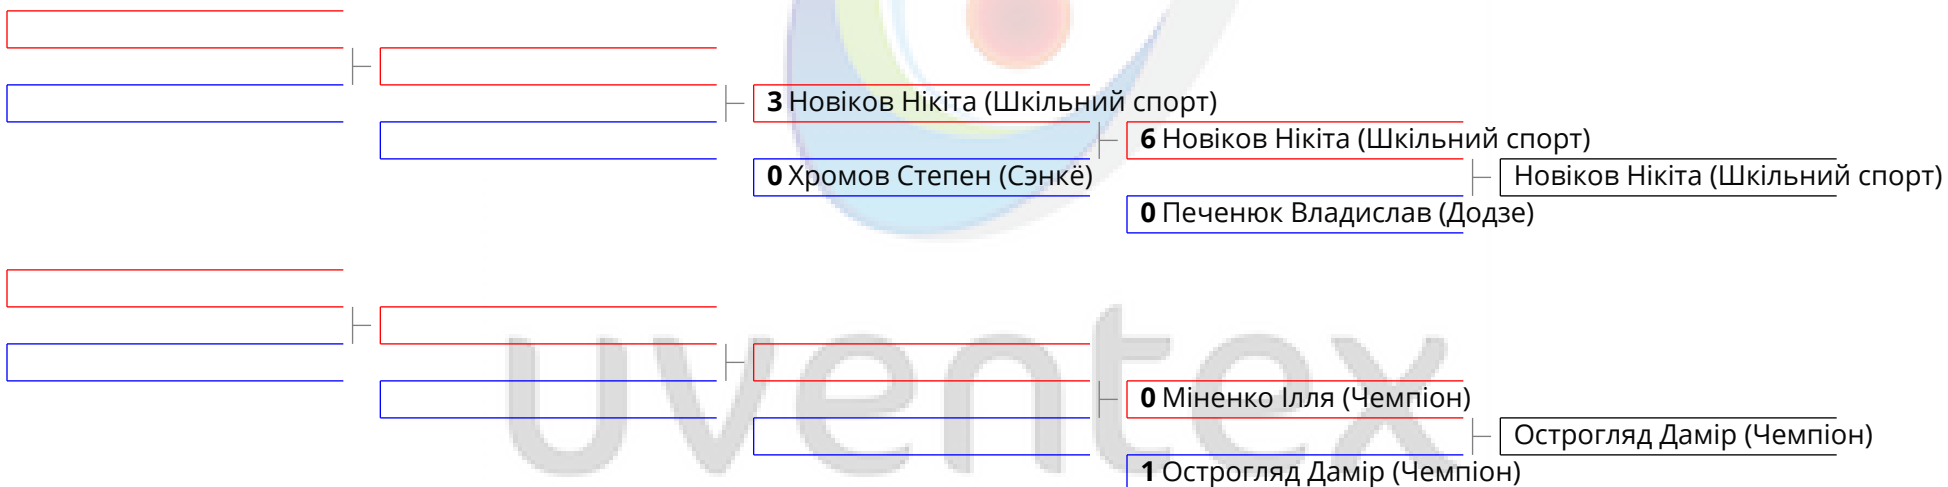 3 Новіков Нікіта (Шкільний спорт)
6 Новіков Нікіта (Шкільний спорт)
0 Хромов Степен (Сэнкё)
Новіков Нікіта (Шкільний спорт)
0 Печенюк Владислав (Додзе)
uventex
0 Міненко Ілля (Чемпіон)
Острогляд Дамір (Чемпіон)
1 Острогляд Дамір (Чемпіон)